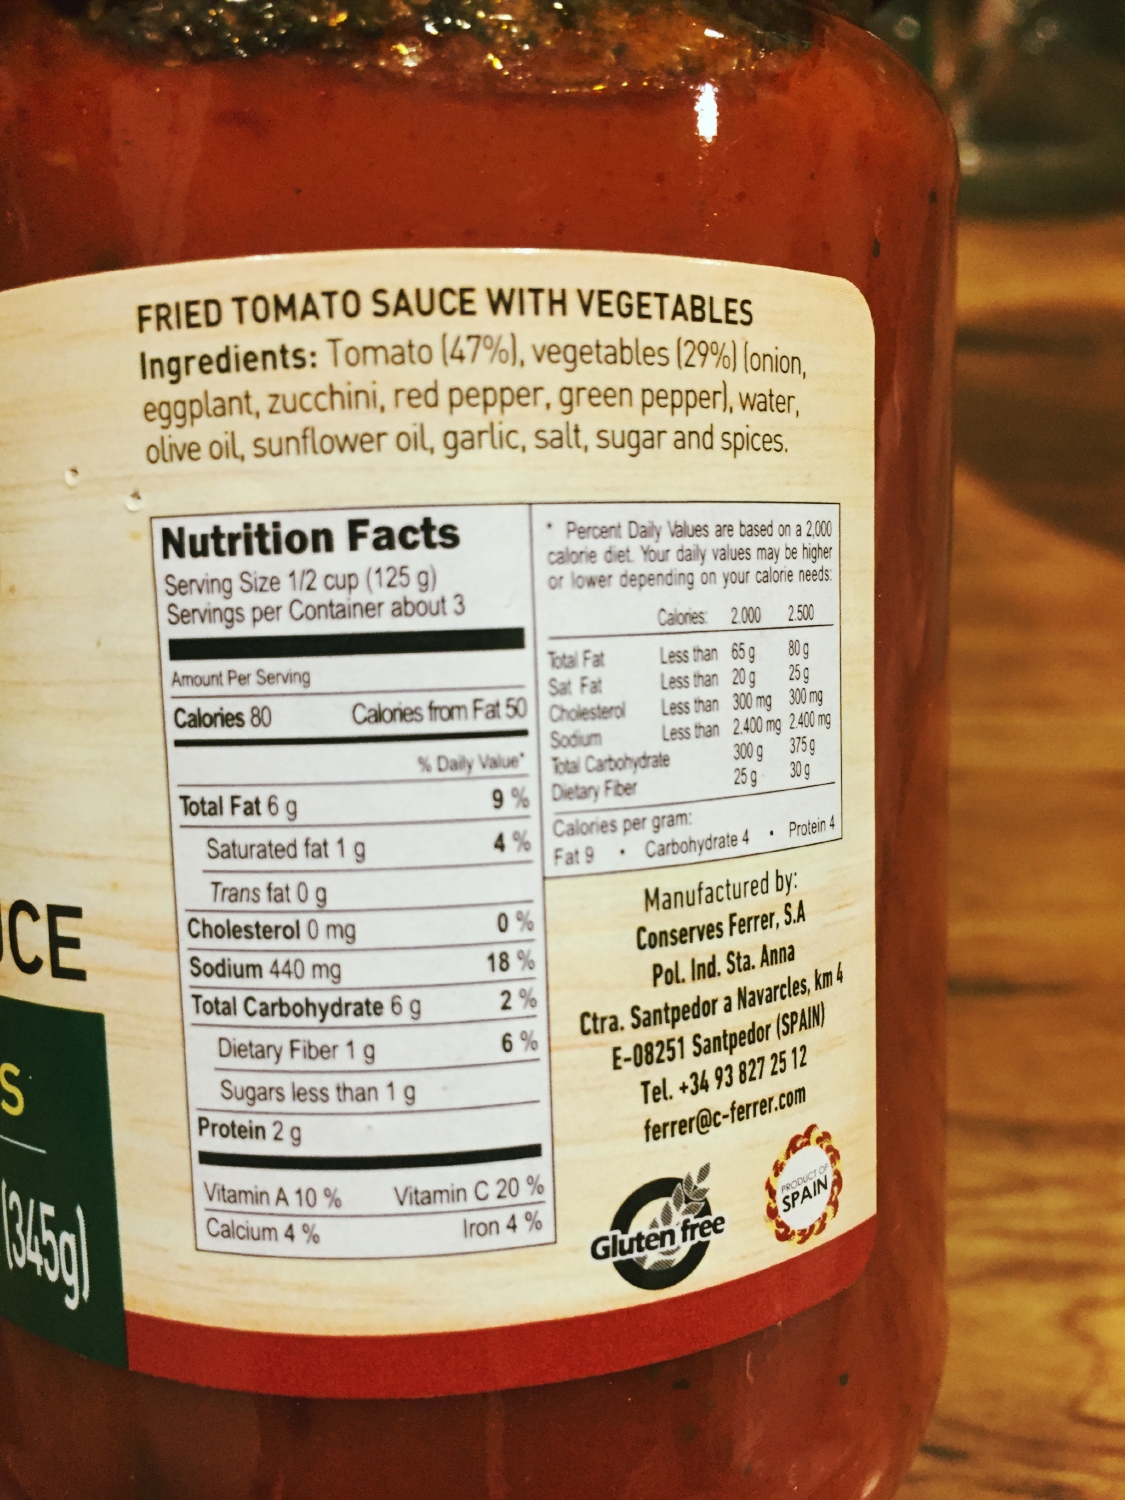 FRIED TOMATO SAUCE WITH VEGETABLES
Ingredients: Tomato (47%), vegetables (29%) (onion,
eggplant, zucchini, red pepper, green pepper), water,
olive oil, sunflower oil, garlic, salt, sugar and spices.
Nutrition Facts
Serving Size 1/2 cup (125 g)
Servings per Container about 3
Amount Per Serving
Calories 80 Calories from Fat 50
% Daily Value*
Total Fat 6 g 9 %
Saturated fat 1 g 4 %
Trans fat 0 g
Cholesterol 0 mg 0 %
Sodium 440 mg 18 %
Total Carbohydrate 6 g 2 %
Dietary Fiber 1 g 6 %
Sugars less than 1 g
Protein 2 g
Vitamin A 10 % Vitamin C 20 %
Calcium 4 % Iron 4 %
* Percent Daily Values are based on a 2,000
calorie diet. Your daily values may be higher
or lower depending on your calorie needs:
Calories: 2.000 2.500
Total Fat Less than 65 g 80 g
Sat Fat Less than 20 g 25 g
Cholesterol Less than 300 mg 300 mg
Sodium Less than 2.400 mg 2.400 mg
Total Carbohydrate 300 g 375 g
Dietary Fiber 25 g 30 g
Calories per gram:
Fat 9 • Carbohydrate 4 • Protein 4
Manufactured by:
Conserves Ferrer, S.A
Pol. Ind. Sta. Anna
Ctra. Santpedor a Navarcles, km 4
E-08251 Santpedor (SPAIN)
Tel. +34 93 827 25 12
ferrer@c-ferrer.com
Gluten free
PRODUCT OF
SPAIN
UCE
S
(345g)